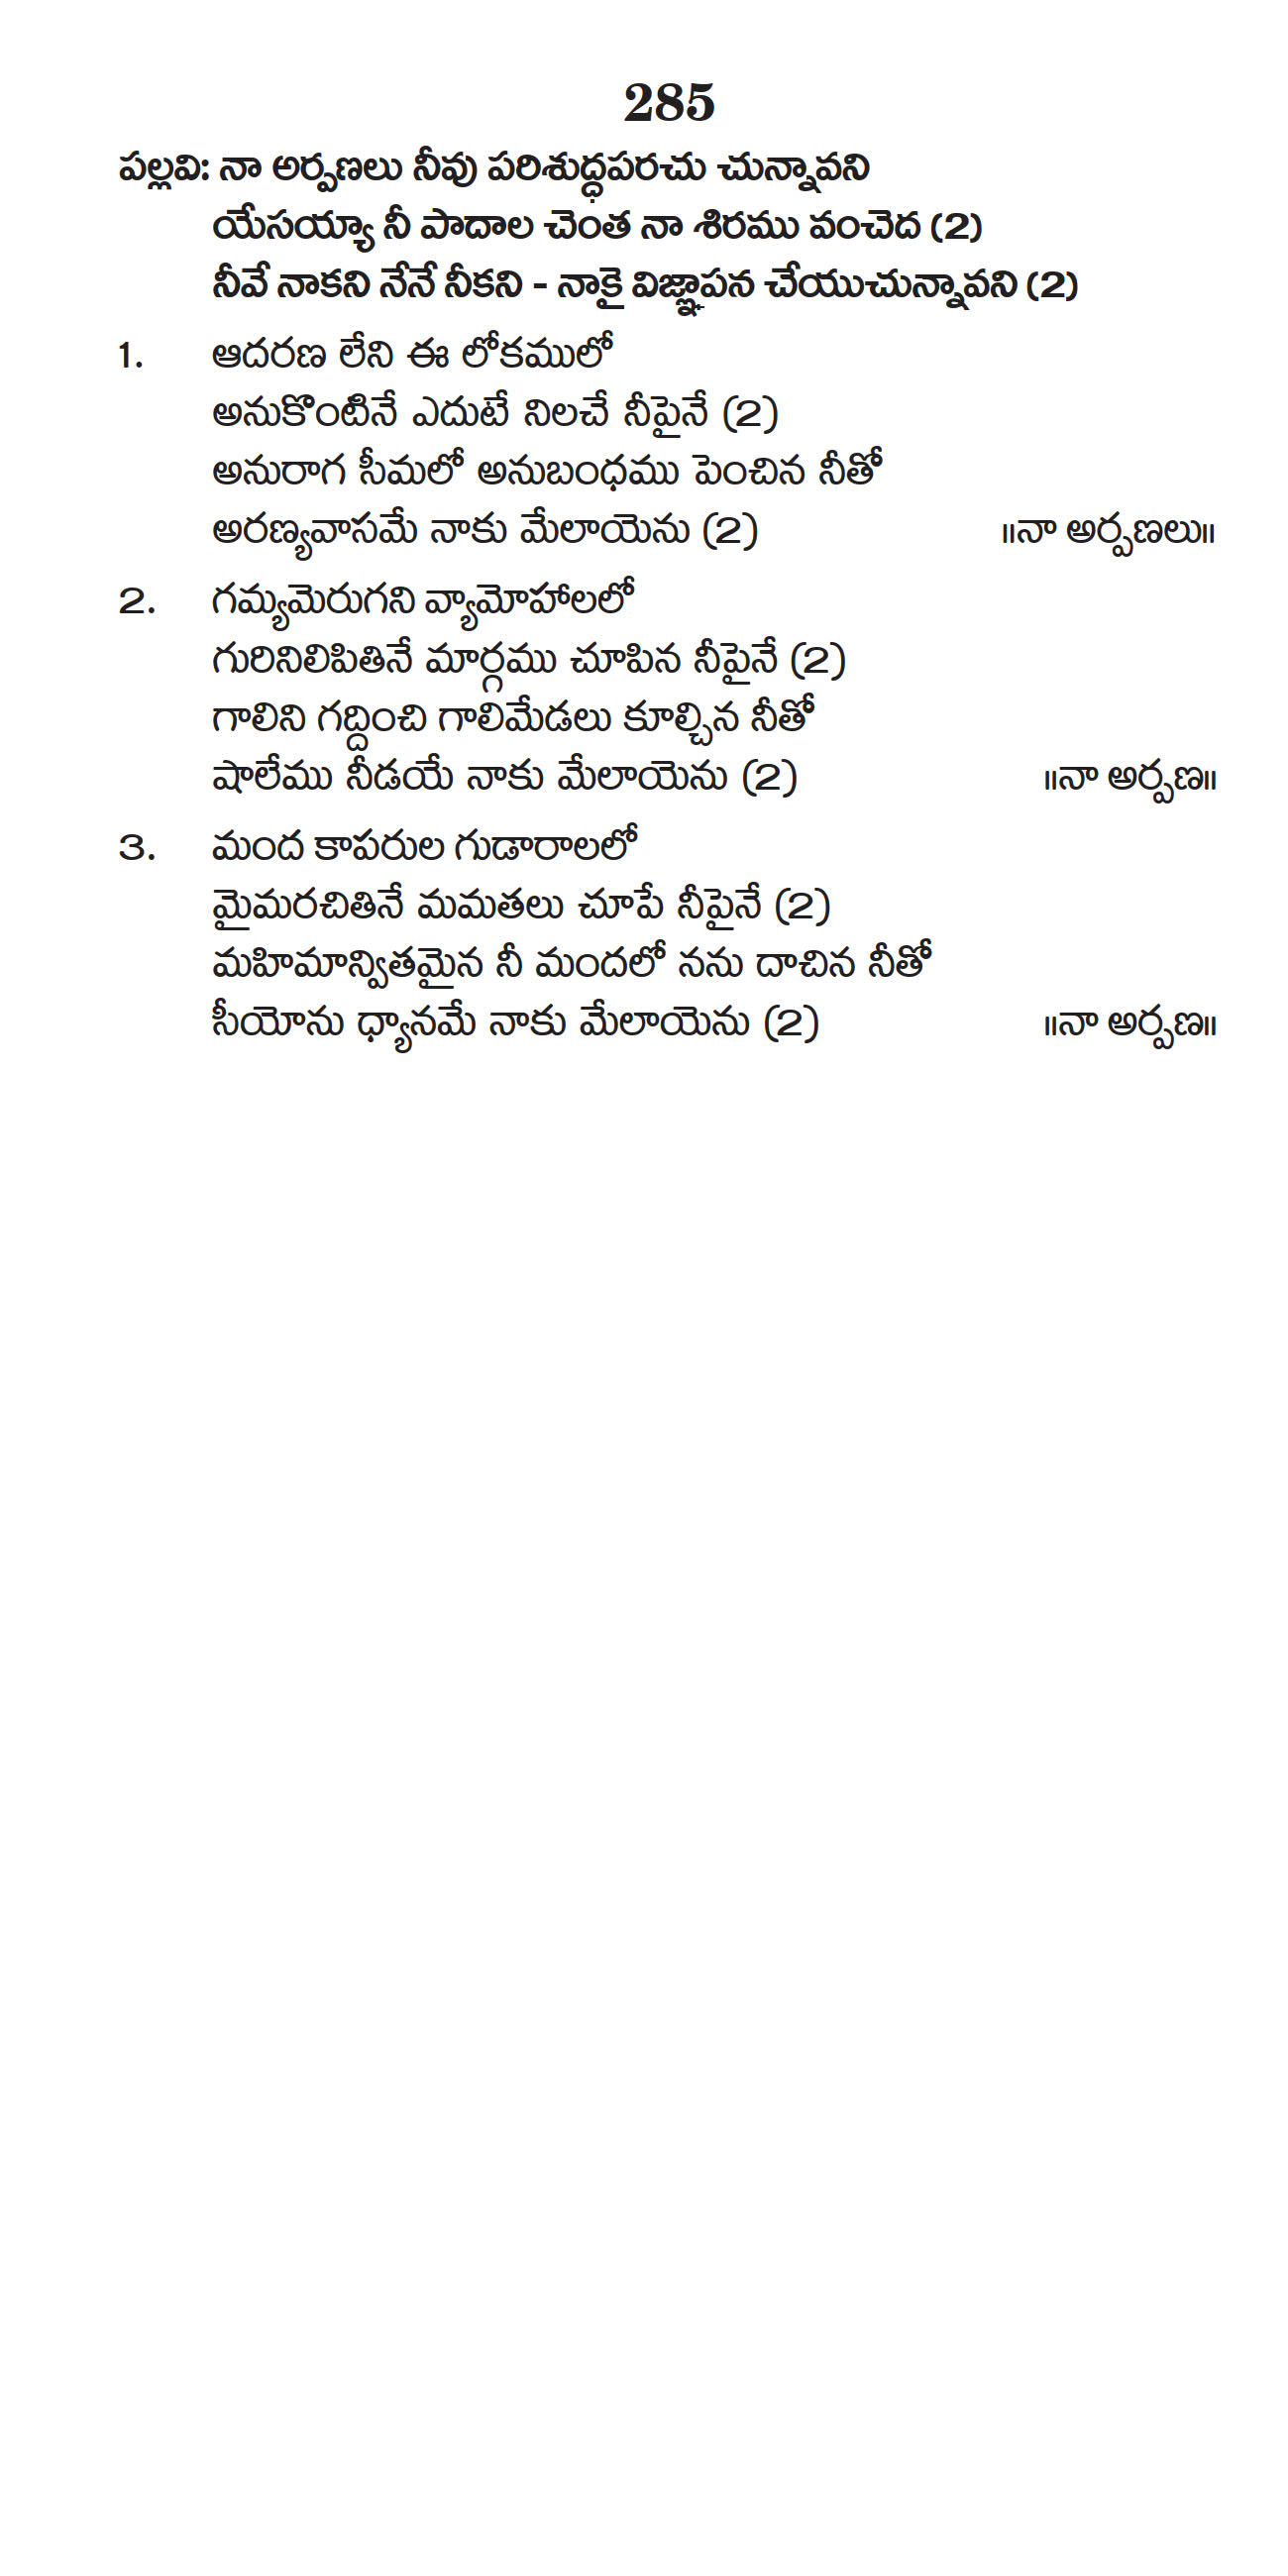 285
పల్లవి: నా అర్పణలు నీవు పరిశుద్ధపరచు చున్నావని
యేసయ్యా నీ పాదాల చెంత నా శిరము వంచెద (2)
నీవే నాకని నేనే నీకని - నాకై విజ్ఞాపన చేయుచున్నావని (2)
1. ఆదరణ లేని ఈ లోకములో
అనుకొంటినే ఎదుటే నిలచే నీపైనే (2)
అనురాగ సీమలో అనుబంధము పెంచిన నీతో
అరణ్యవాసమే నాకు మేలాయెను (2) ॥నా అర్పణలు॥
2. గమ్యమెరుగని వ్యామోహాలలో
గురినిలిపితినే మార్గము చూపిన నీపైనే (2)
గాలిని గద్దించి గాలిమేడలు కూల్చిన నీతో
షాలేము నీడయే నాకు మేలాయెను (2) ॥నా అర్పణ॥
3. మంద కాపరుల గుడారాలలో
మైమరచితినే మమతలు చూపే నీపైనే (2)
మహిమాన్వితమైన నీ మందలో నను దాచిన నీతో
సీయోను ధ్యానమే నాకు మేలాయెను (2) ॥నా అర్పణ॥